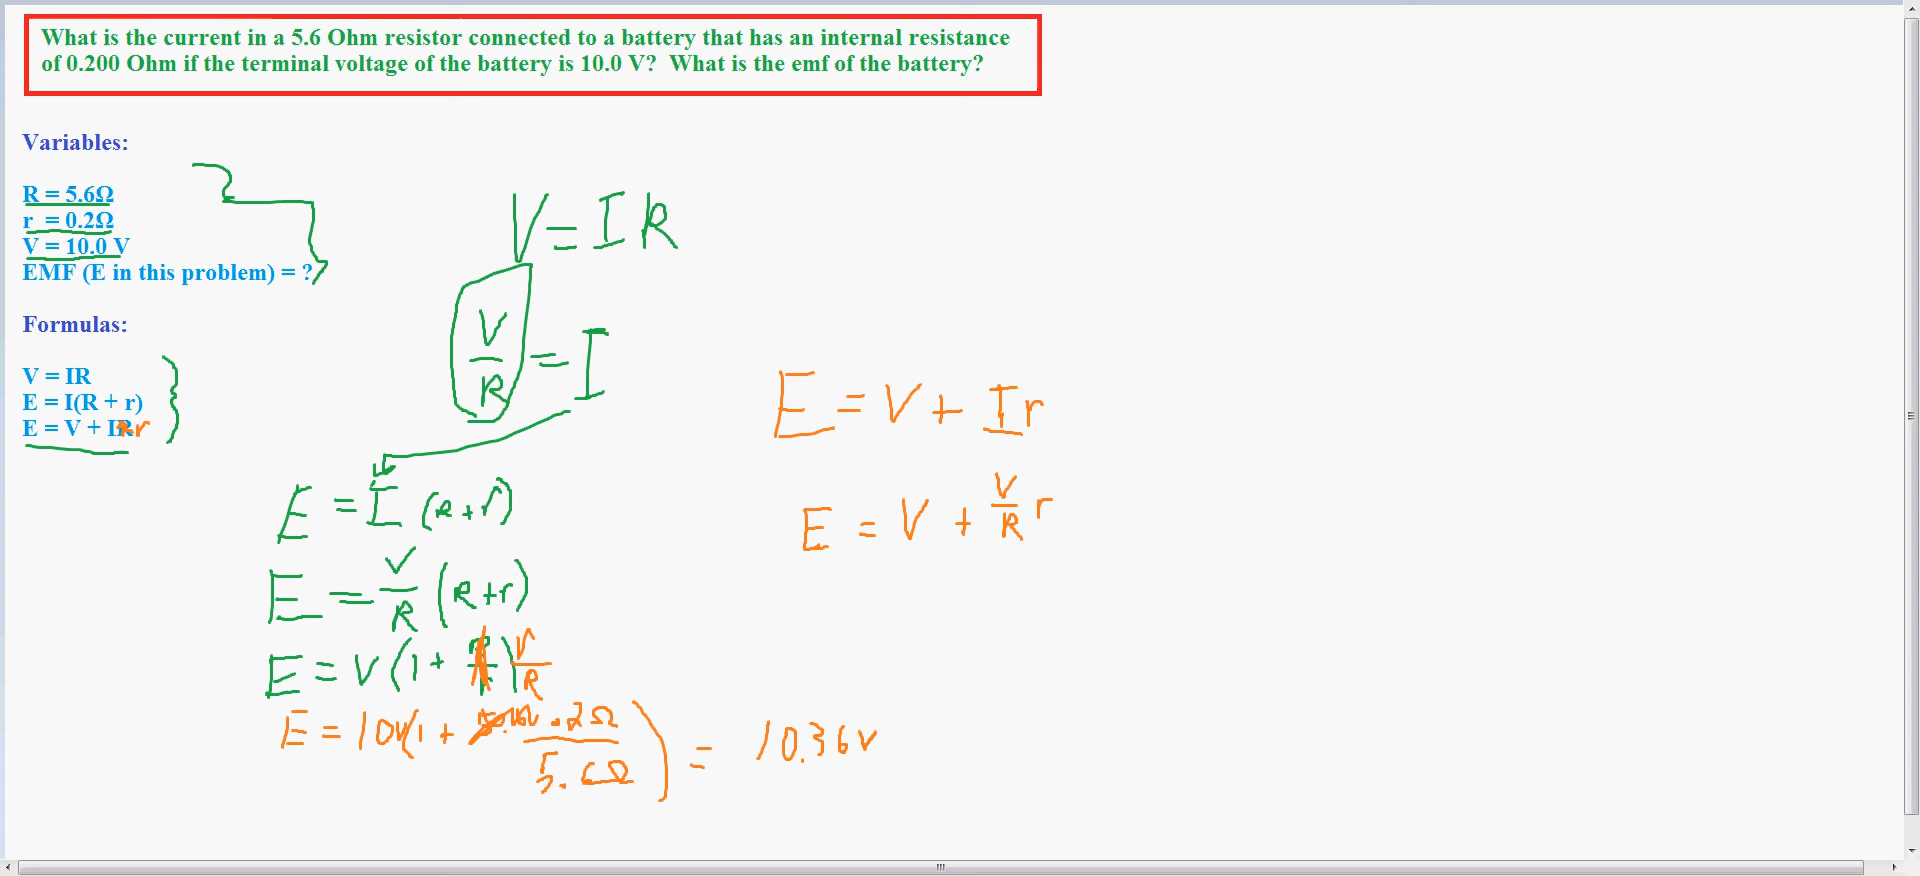 What is the current in a 5.6 Ohm resistor connected to a battery that has an internal resistance
of 0.200 Ohm if the terminal voltage of the battery is 10.0 V?  What is the emf of the battery?
Variables:
R = 5.6Ω
r = 0.2Ω
V = 10.0 V
EMF (E in this problem) = ?
Formulas:
V = IR
E = I(R + r)
E = V + Ir
V = IR
V/R = I
E = I (R+r)
E = V/R (R+r)
E = V(1 + r/R
E = 10V(1 + .2Ω/5.6Ω) = 10.36V
E = V + Ir
E = V + V/R r